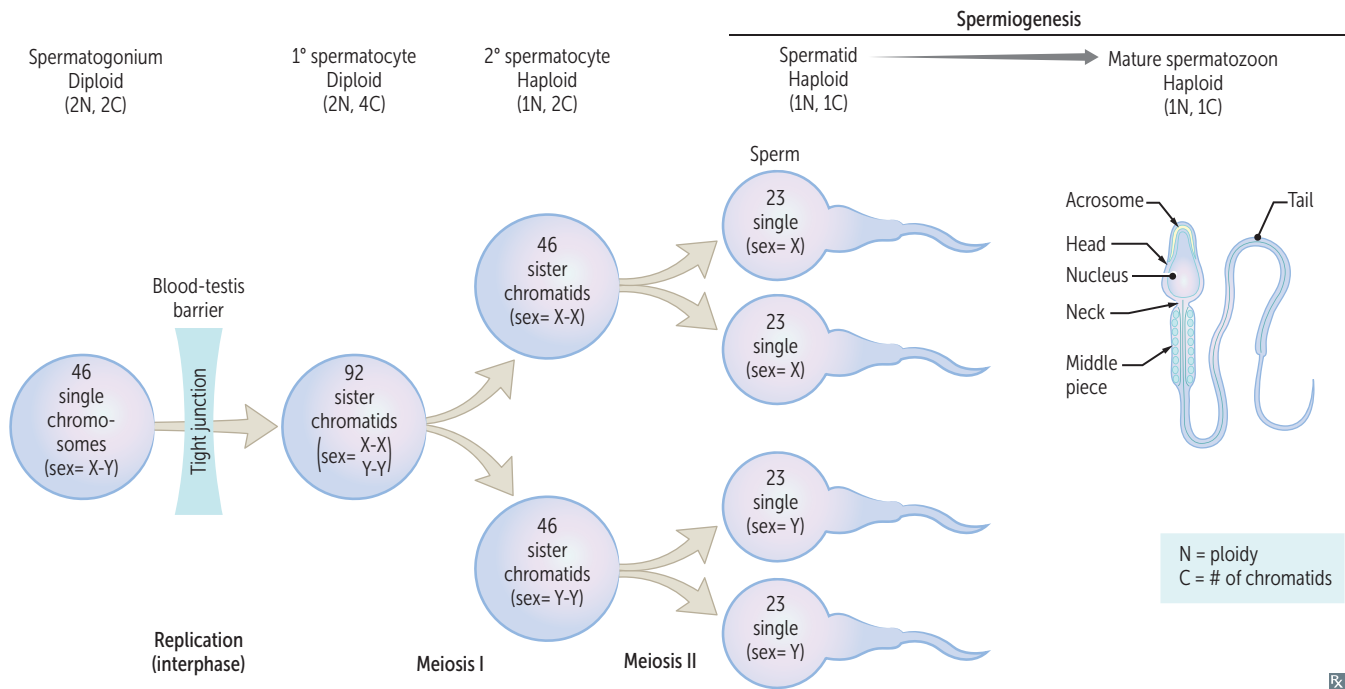 Spermiogenesis
Spermatogonium
Diploid
(2N, 2C)
1° spermatocyte
Diploid
(2N, 4C)
2° spermatocyte
Haploid
(1N, 2C)
Spermatid
Haploid
(1N, 1C)
Mature spermatozoon
Haploid
(1N, 1C)
Blood-testis
barrier
Tight junction
46
single
chromo-
somes
(sex= X-Y)
92
sister
chromatids
(sex= X-X
Y-Y)
46
sister
chromatids
(sex= X-X)
46
sister
chromatids
(sex= Y-Y)
Sperm
23
single
(sex= X)
23
single
(sex= X)
23
single
(sex= Y)
23
single
(sex= Y)
Acrosome
Head
Nucleus
Neck
Middle
piece
Tail
N = ploidy
C = # of chromatids
Replication
(interphase)
Meiosis I
Meiosis II
℞